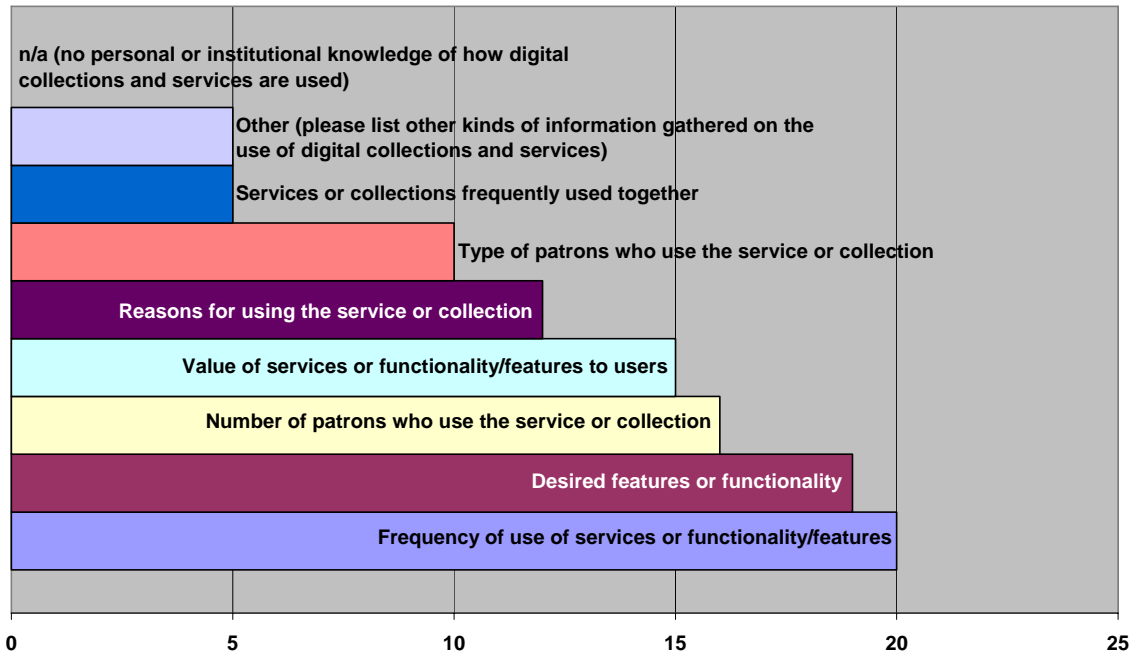 n/a (no personal or institutional knowledge of how digital
collections and services are used)
Other (please list other kinds of information gathered on the
use of digital collections and services)
Services or collections frequently used together
Type of patrons who use the service or collection
Reasons for using the service or collection
Value of services or functionality/features to users
Number of patrons who use the service or collection
Desired features or functionality
Frequency of use of services or functionality/features
0 5 10 15 20 25